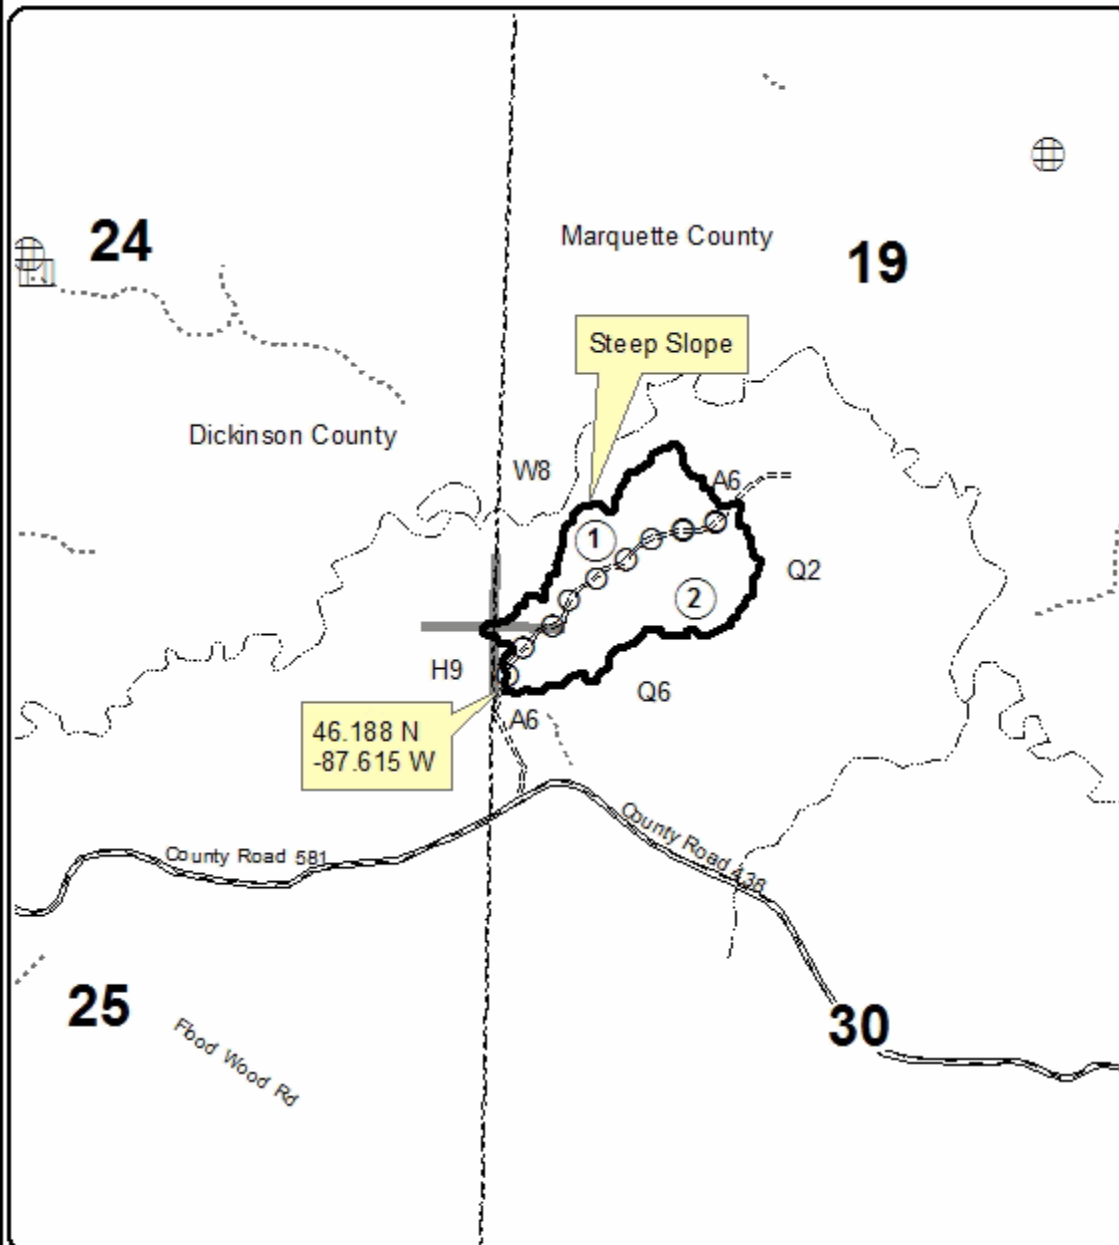 24
Marquette County
19
Steep Slope
Dickinson County
W8
A6
1
Q2
2
H9
Q6
A6
46.188 N
-87.615 W
County Road 581
County Road 436
25
30
Flood Wood Rd